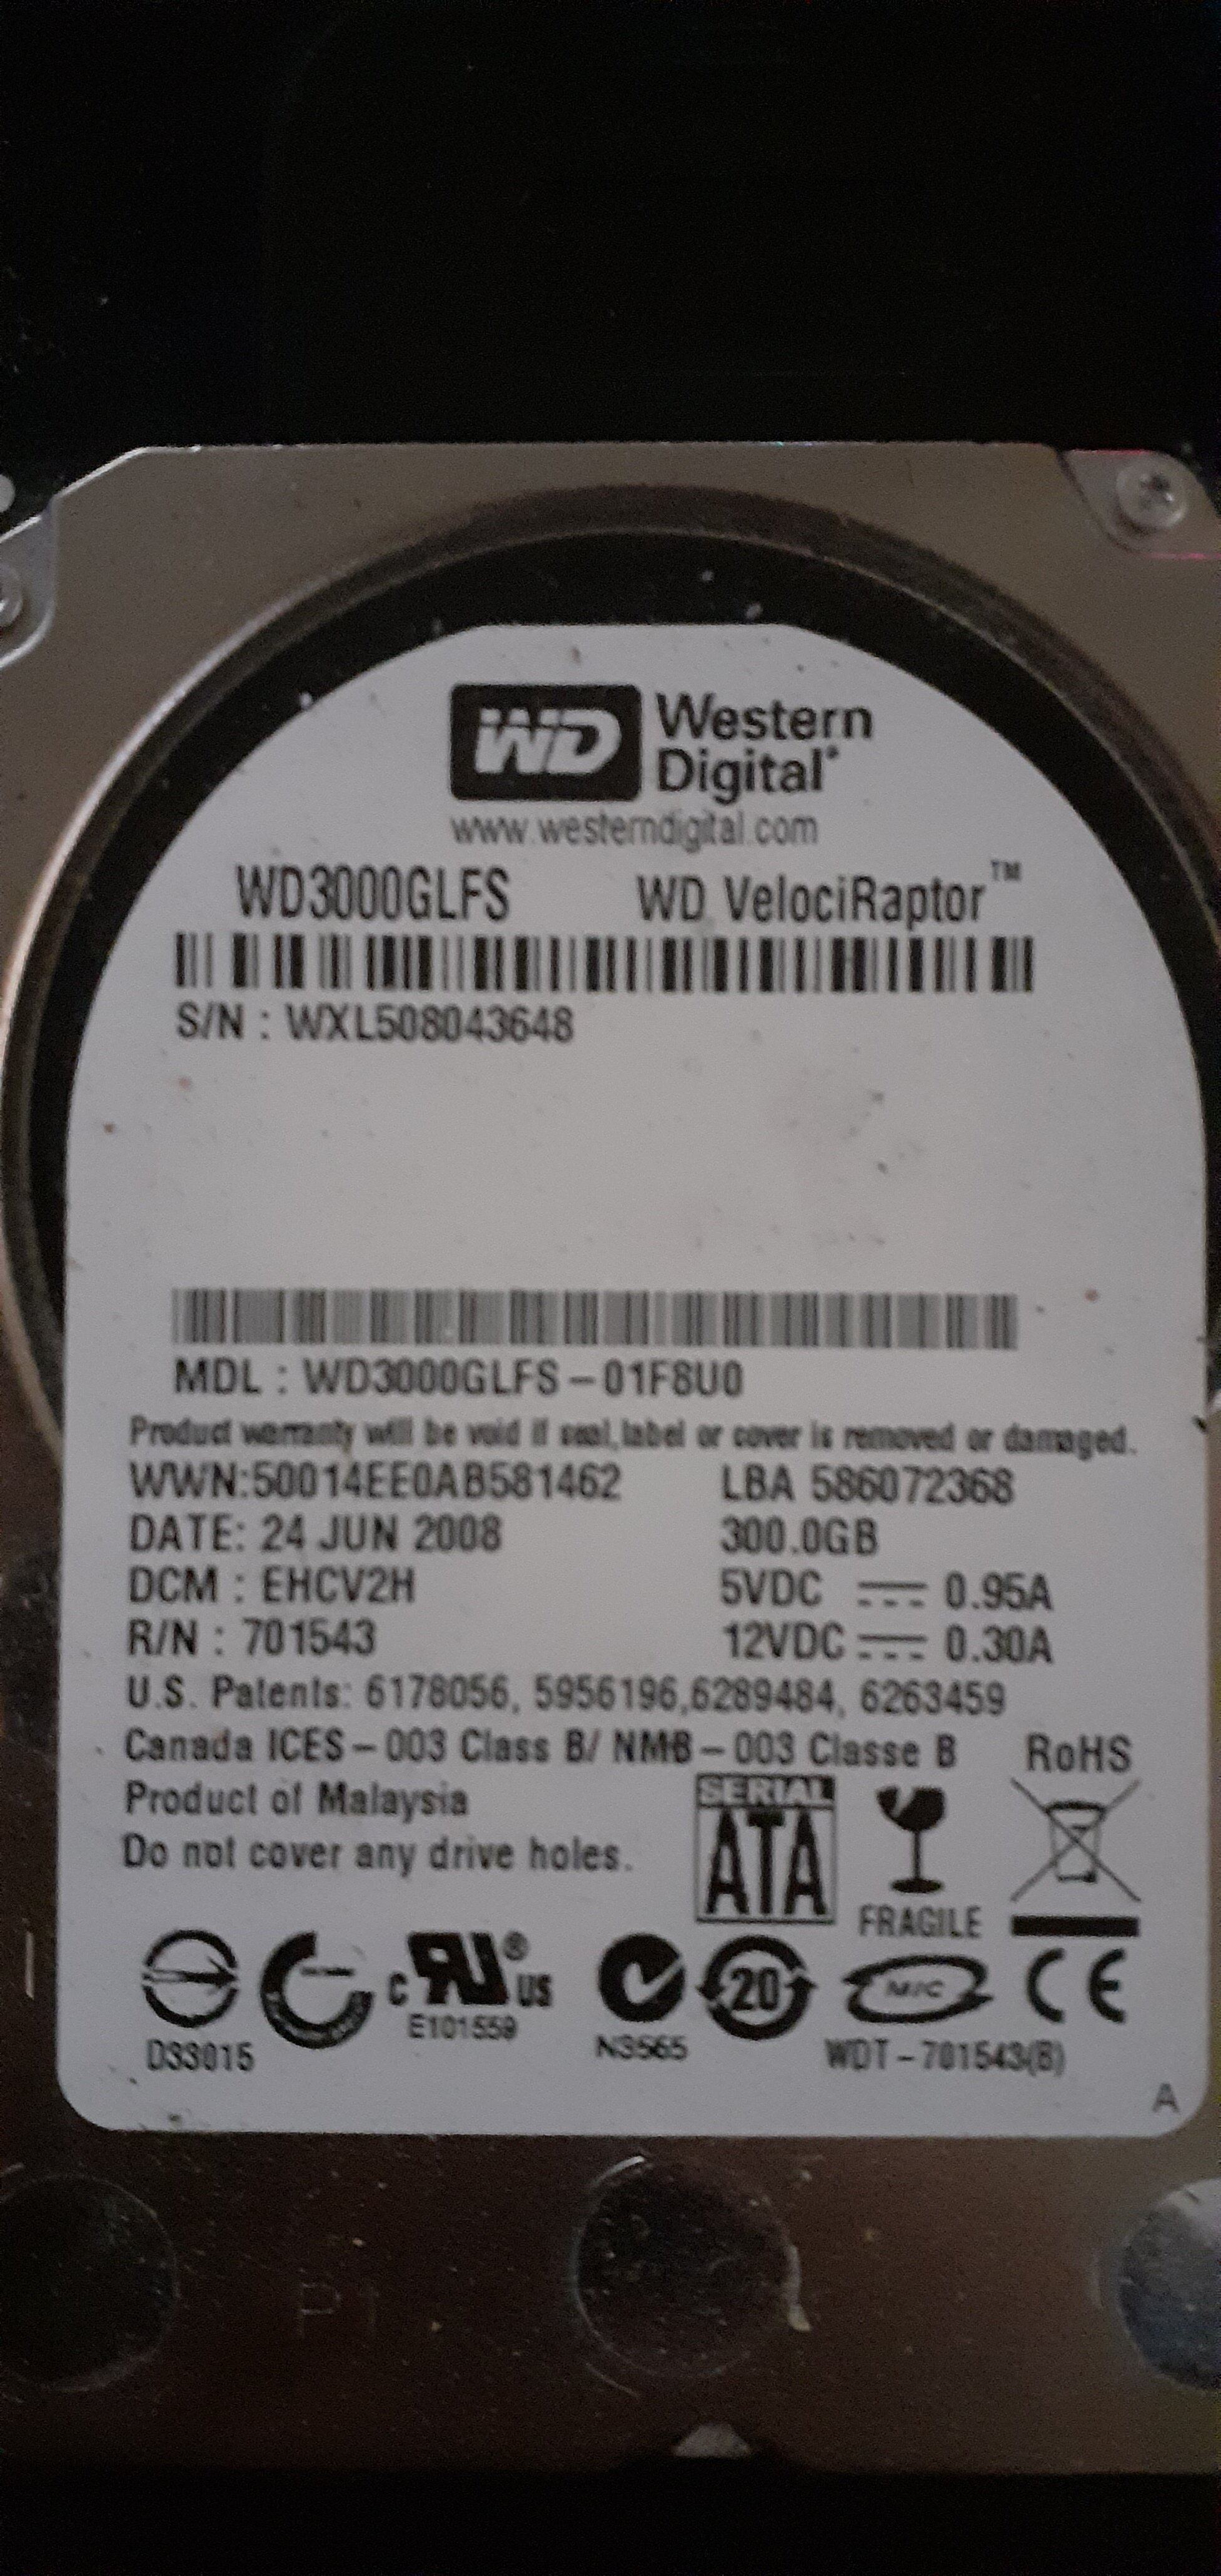 WD Western
Digital®
www.westerndigital.com
WD3000GLFS WD VelociRaptor™
S/N : WXL508043648
MDL : WD3000GLFS – 01F8U0
Product warranty will be void if seal, label or cover is removed or damaged.
WWN:50014EE0AB581462 LBA 586072368
DATE: 24 JUN 2008 300.0GB
DCM : EHCV2H 5VDC 0.95A
R/N : 701543 12VDC 0.30A
U.S. Patents: 6178056, 5956196,6289484, 6263459
Canada ICES – 003 Class B/ NMB – 003 Classe B RoHS
Product of Malaysia SERIAL
Do not cover any drive holes. ATA
FRAGILE
c RU® US 20 MIC CE
E101559
D33015 N3565 WDT – 701543(B)
A